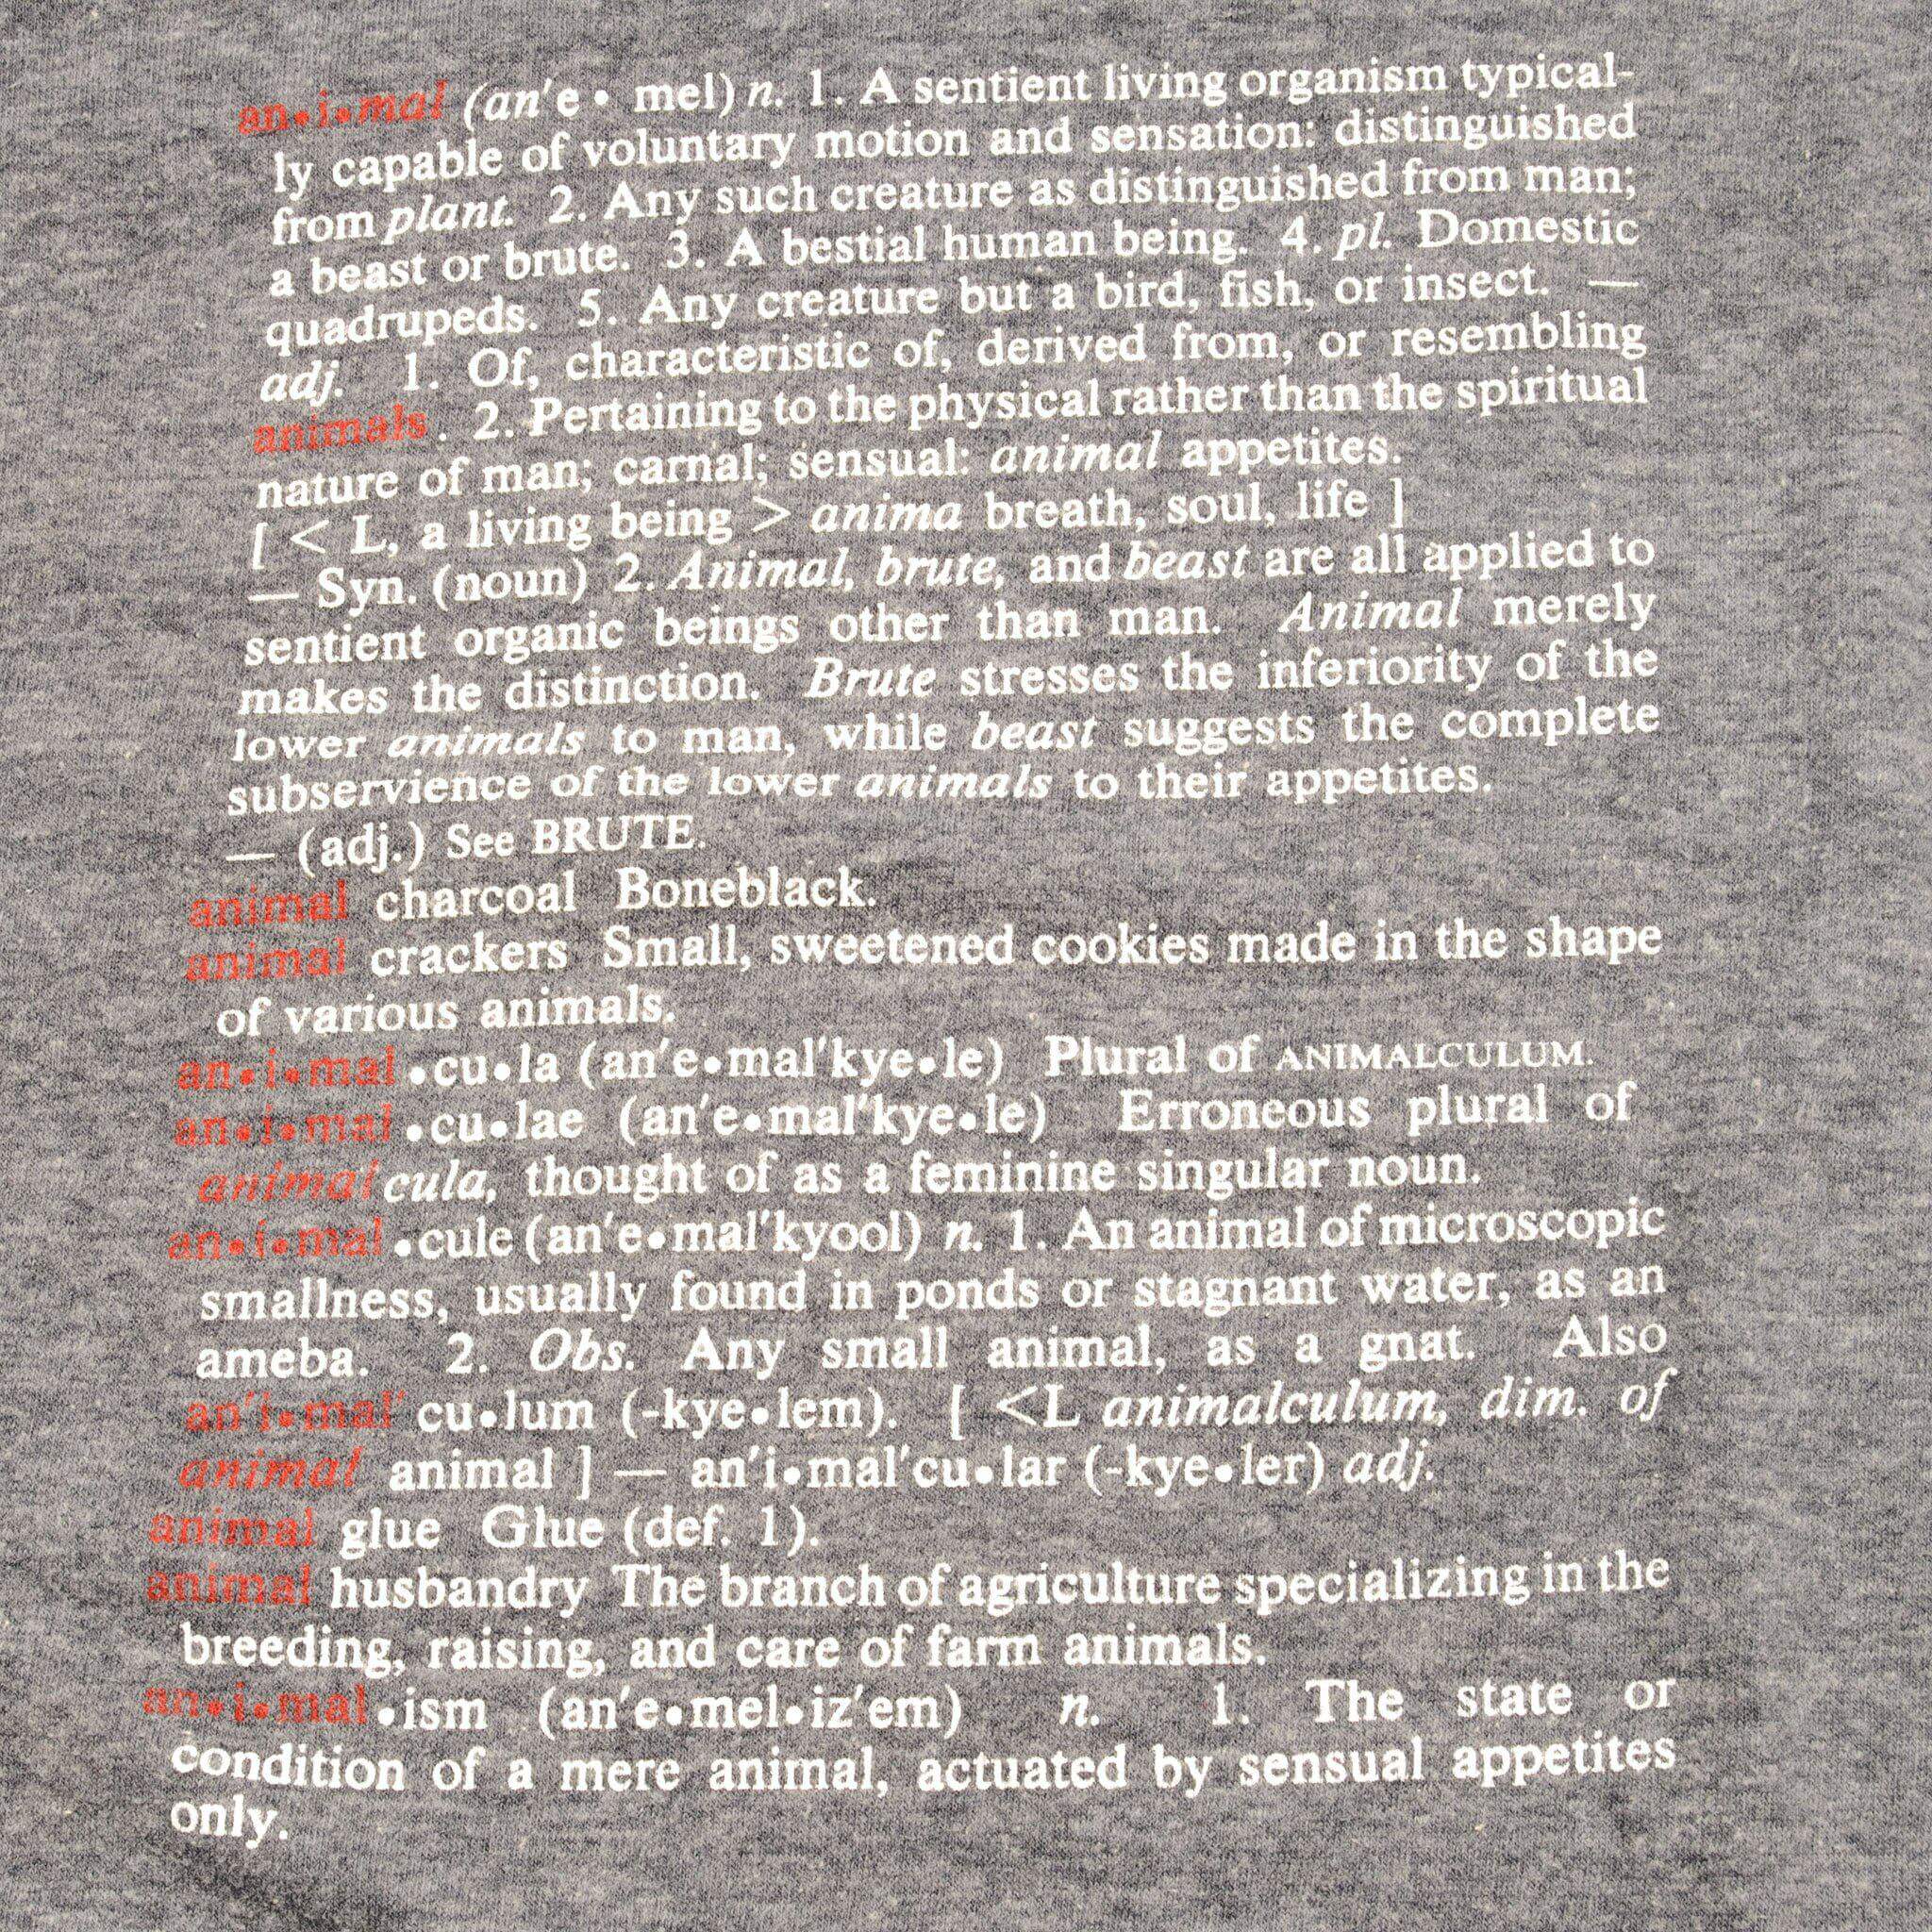 an•i•mal (an'e • mel) n. 1. A sentient living organism typical-
ly capable of voluntary motion and sensation: distinguished
from plant. 2. Any such creature as distinguished from man;
a beast or brute. 3. A bestial human being. 4. pl. Domestic
quadrupeds. 5. Any creature but a bird, fish, or insect. —
adj. 1. Of, characteristic of, derived from, or resembling
animals. 2. Pertaining to the physical rather than the spiritual
nature of man; carnal; sensual: animal appetites.
[ < L, a living being > anima breath, soul, life ]
— Syn. (noun) 2. Animal, brute, and beast are all applied to
sentient organic beings other than man. Animal merely
makes the distinction. Brute stresses the inferiority of the
lower animals to man, while beast suggests the complete
subservience of the lower animals to their appetites.
— (adj.) See BRUTE.
animal charcoal Boneblack.
animal crackers Small, sweetened cookies made in the shape
of various animals.
an•i•mal•cu•la (an'e•mal'kye•le) Plural of ANIMALCULUM.
an•i•mal•cu•lae (an'e•mal'kye•le) Erroneous plural of
animalcula, thought of as a feminine singular noun.
an•i•mal•cule (an'e•mal'kyool) n. 1. An animal of microscopic
smallness, usually found in ponds or stagnant water, as an
ameba. 2. Obs. Any small animal, as a gnat. Also
an'i•mal'cu•lum (-kye•lem). [ <L animalculum, dim. of
animal animal ] — an'i•mal'cu•lar (-kye•ler) adj.
animal glue Glue (def. 1).
animal husbandry The branch of agriculture specializing in the
breeding, raising, and care of farm animals.
an•i•mal•ism (an'e•mel•iz'em) n. 1. The state or
condition of a mere animal, actuated by sensual appetites
only.